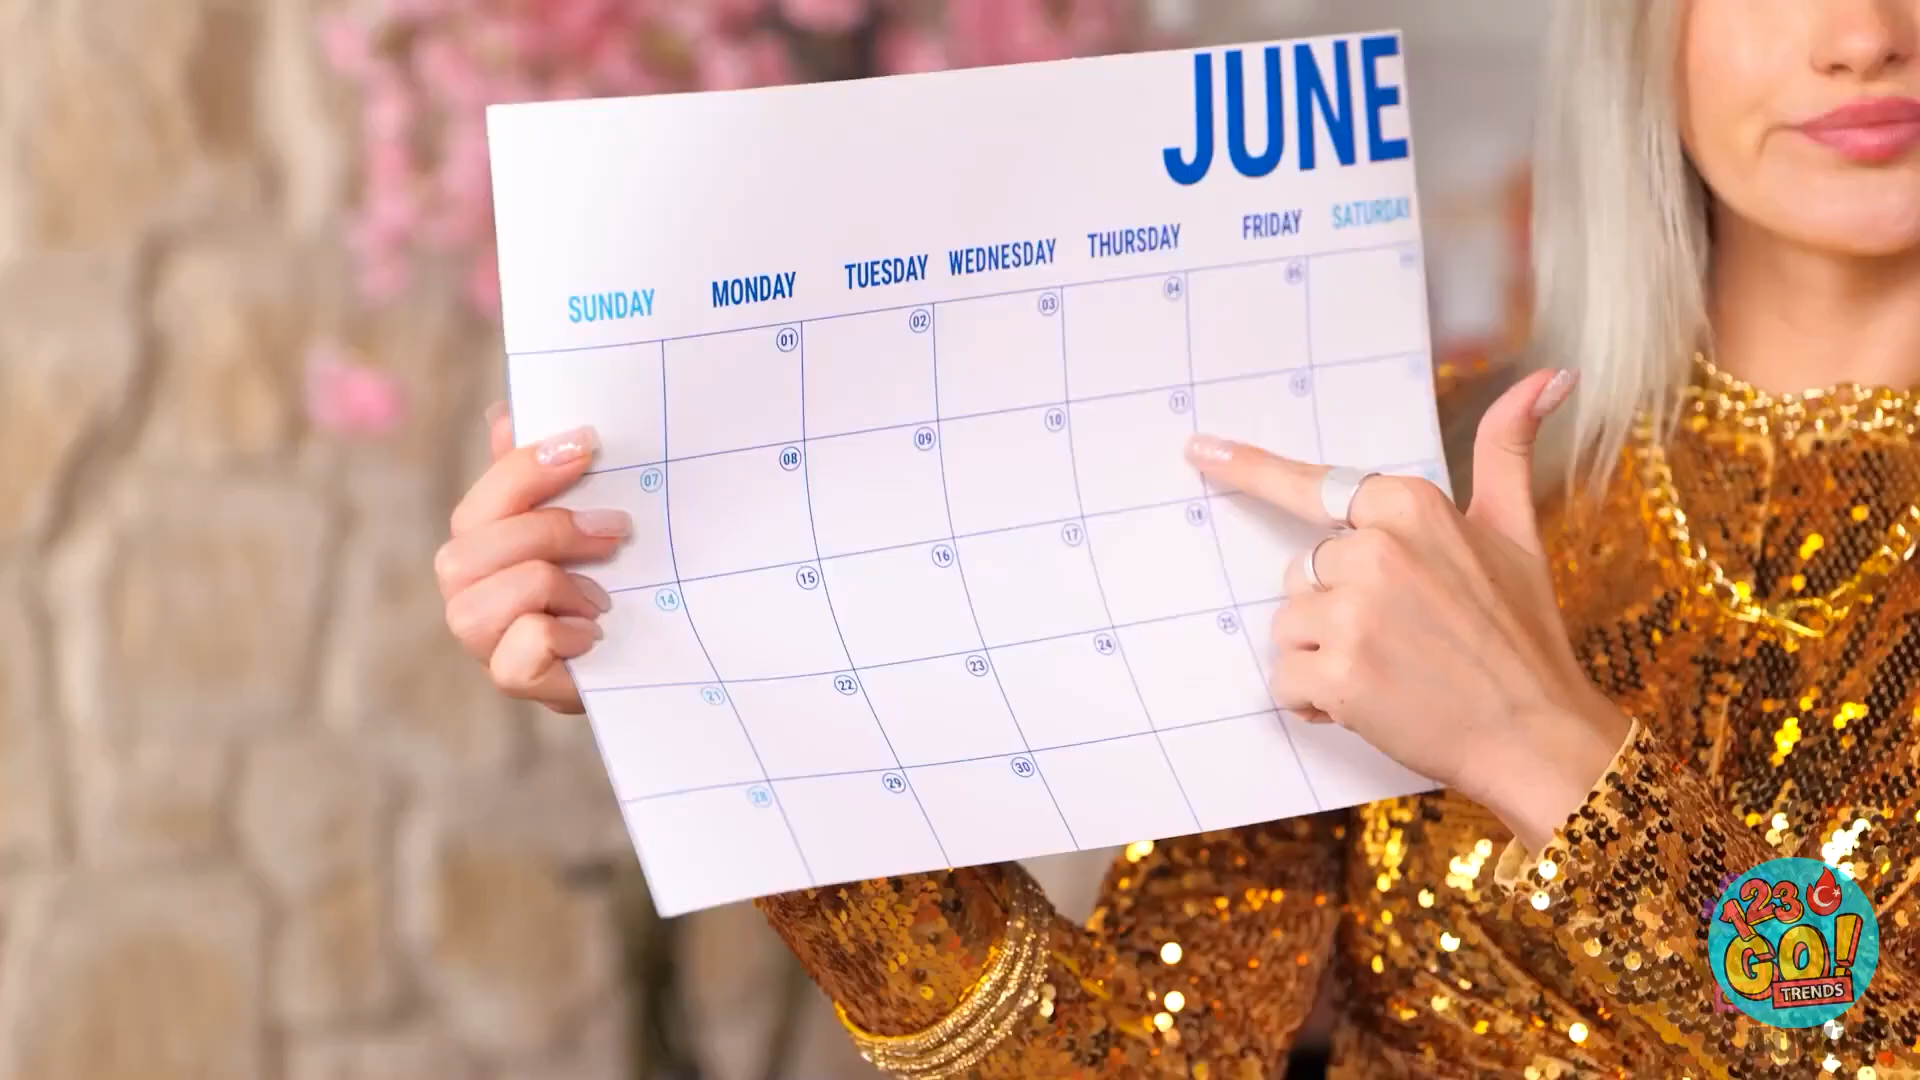 JUNE
SUNDAY MONDAY TUESDAY WEDNESDAY THURSDAY FRIDAY SATURDAY
01 02 03 04 05
07 08 09 10 11 12
14 15 16 17 18
21 22 23 24 25
28 29 30
123
GO!
TRENDS